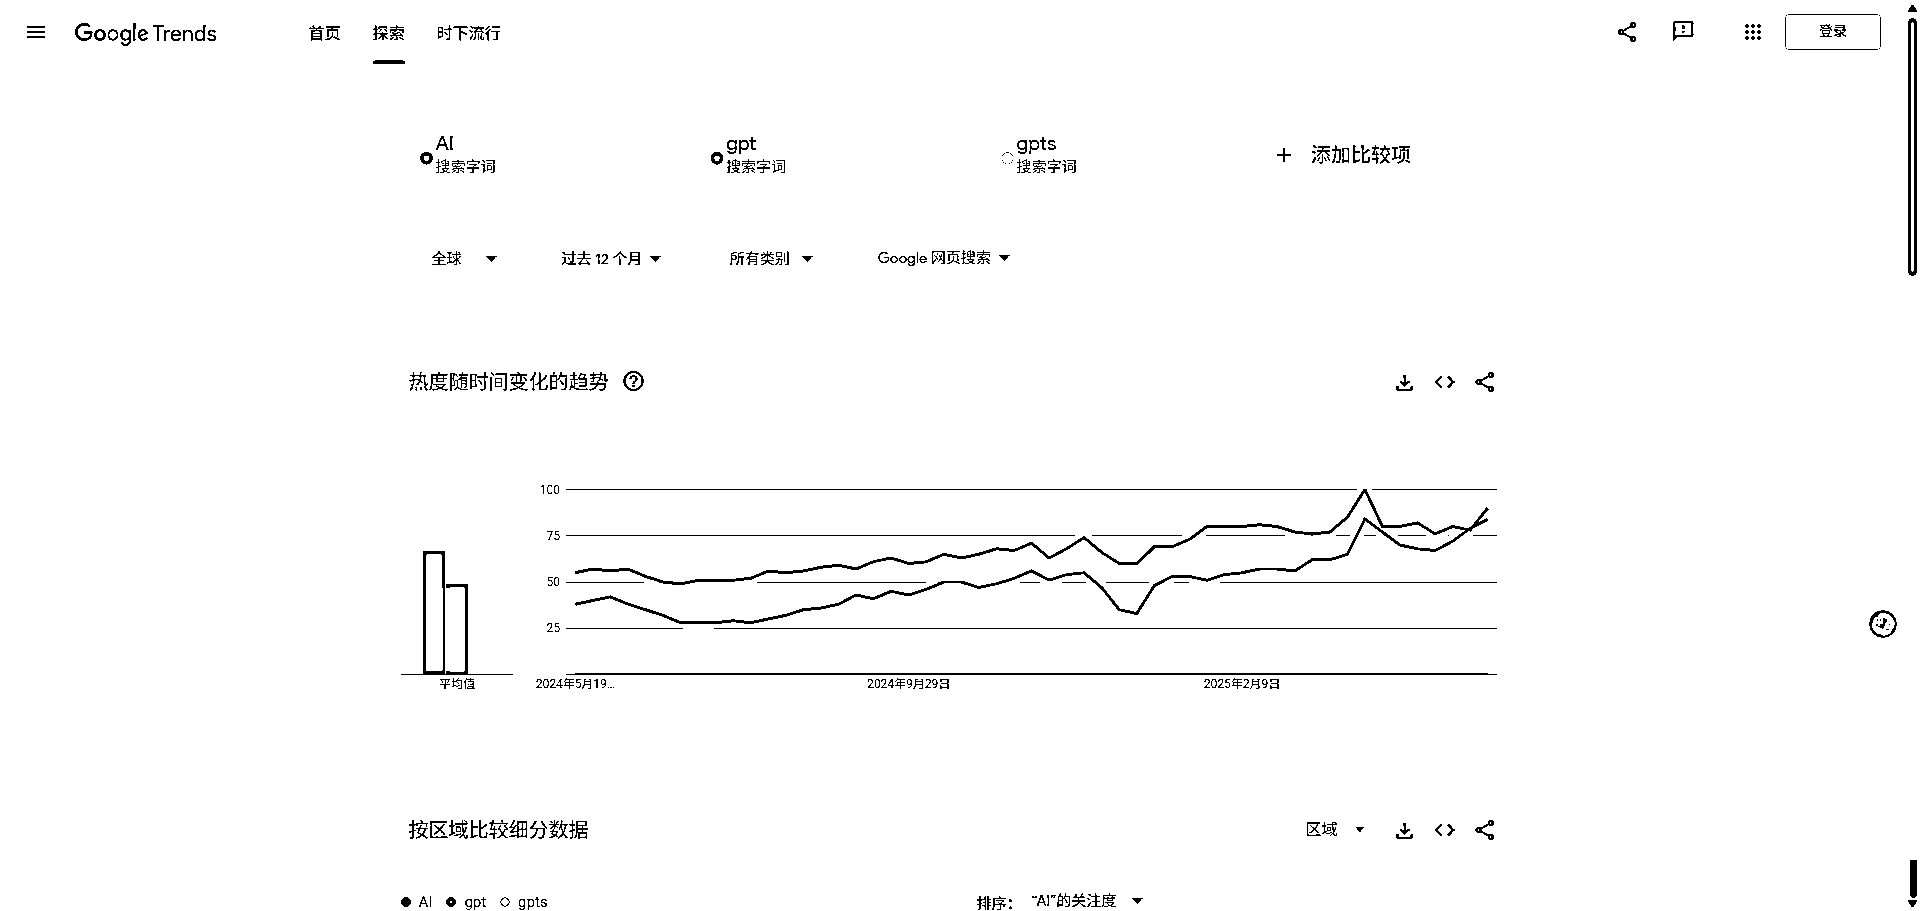 Google Trends 首页 探索 时下流行 登录
AI
搜索字词
gpt
搜索字词
gpts
搜索字词
+ 添加比较项
全球 过去 12 个月 所有类别 Google 网页搜索
热度随时间变化的趋势
100
75
50
25
平均值 2024年5月19... 2024年9月29日 2025年2月9日
按区域比较细分数据 区域
AI gpt gpts 排序： “AI”的关注度